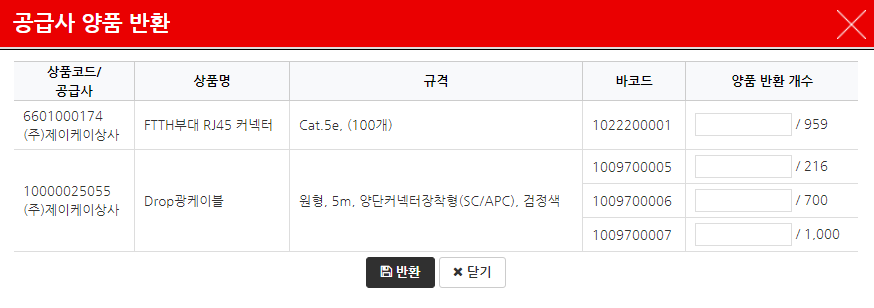 공급사 양품 반환
상품코드/
공급사
상품명
규격
바코드
양품 반환 개수
6601000174
(주)제이케이상사
FTTH부대 RJ45 커넥터
Cat.5e, (100개)
1022200001
/ 959
10000025055
(주)제이케이상사
Drop광케이블
원형, 5m, 양단커넥터장착형(SC/APC), 검정색
1009700005
/ 216
1009700006
/ 700
1009700007
/ 1,000
반환
닫기